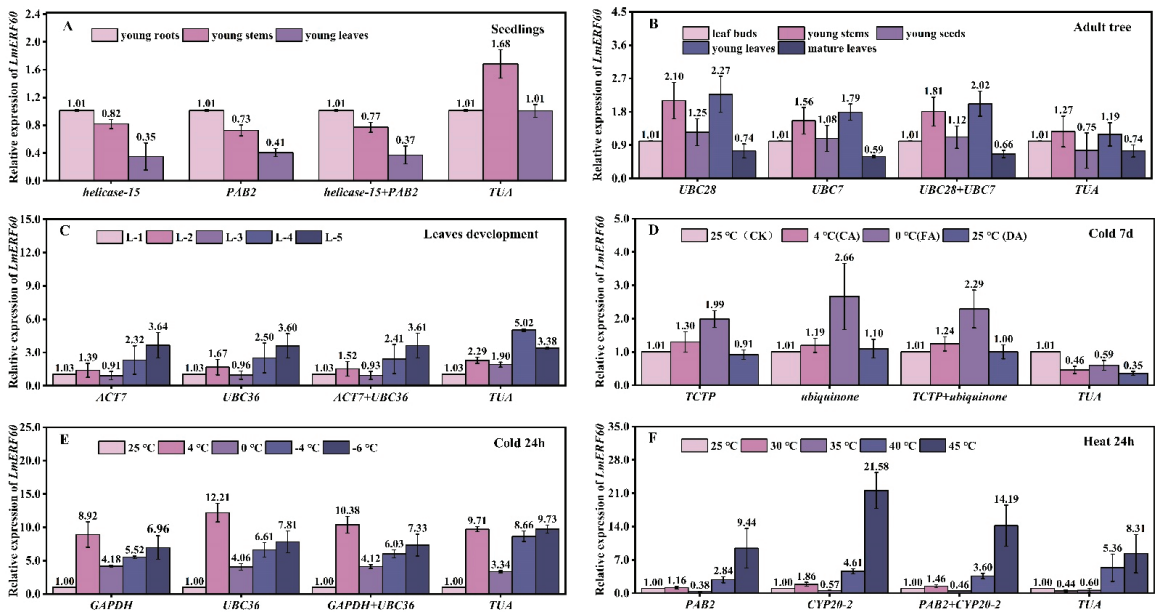 A
Seedlings
young roots young stems young leaves
Relative expression of LmERF60
2.4
2.0
1.6
1.2
0.8
0.4
0.0
1.01 0.82 0.35
1.01 0.73 0.41
1.01 0.77 0.37
1.01 1.68 1.01
helicase-15 PAB2 helicase-15+PAB2 TUA
B
Adult tree
leaf buds young stems young seeds
young leaves mature leaves
Relative expression of LmERF60
4.5
3.6
2.7
1.8
0.9
0.0
1.01 2.10 1.25 2.27 0.74
1.01 1.56 1.08 1.79 0.59
1.01 1.81 1.12 2.02 0.66
1.01 1.27 0.75 1.19 0.74
UBC28 UBC7 UBC28+UBC7 TUA
C
Leaves development
L-1 L-2 L-3 L-4 L-5
Relative expression of LmERF60
15.0
12.0
9.0
6.0
3.0
0.0
1.03 1.39 0.91 2.32 3.64
1.03 1.67 0.96 2.50 3.60
1.03 1.52 0.93 2.41 3.61
1.03 2.29 1.90 5.02 3.38
ACT7 UBC36 ACT7+UBC36 TUA
D
Cold 7d
25 °C（CK） 4 °C(CA) 0 °C(FA) 25 °C (DA)
Relative expression of LmERF60
5.0
4.0
3.0
2.0
1.0
0.0
1.01 1.30 1.99 0.91
1.01 1.19 2.66 1.10
1.01 1.24 2.29 1.00
1.01 0.46 0.59 0.35
TCTP ubiquinone TCTP+ubiquinone TUA
E
Cold 24h
25 °C 4 °C 0 °C -4 °C -6 °C
Relative expression of LmERF60
25.0
20.0
15.0
10.0
5.0
0.0
1.00 8.92 4.18 5.52 6.96
1.00 12.21 4.06 6.61 7.81
1.00 10.38 4.12 6.03 7.33
1.00 9.71 3.34 8.66 9.73
GAPDH UBC36 GAPDH+UBC36 TUA
F
Heat 24h
25 °C 30 °C 35 °C 40 °C 45 °C
Relative expression of LmERF60
35.0
28.0
21.0
14.0
7.0
0.0
1.00 1.16 0.38 2.84 9.44
1.00 1.86 0.57 4.61 21.58
1.00 1.46 0.46 3.60 14.19
1.00 0.44 0.60 5.36 8.31
PAB2 CYP20-2 PAB2+CYP20-2 TUA